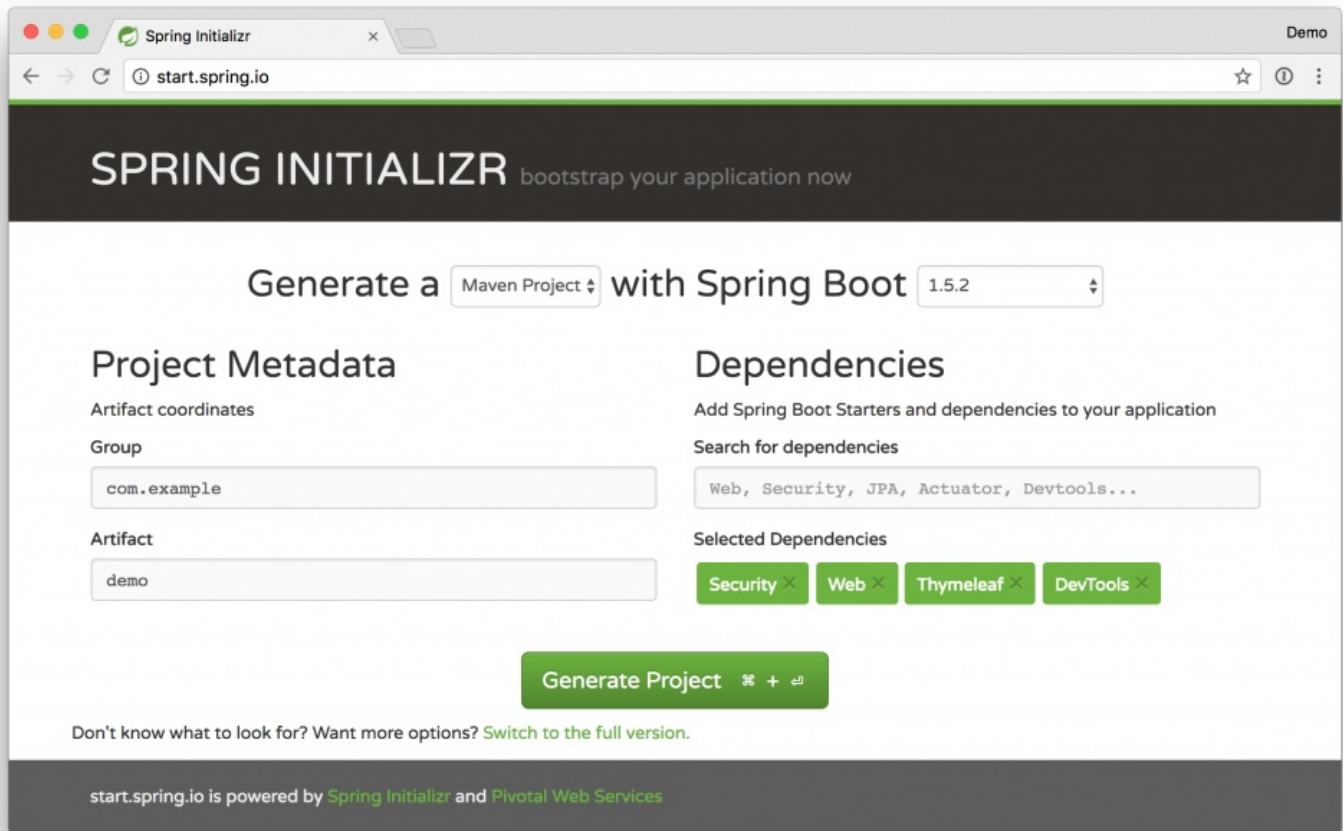 Spring Initializr
Demo
start.spring.io
SPRING INITIALIZR bootstrap your application now
Generate a Maven Project with Spring Boot 1.5.2
Project Metadata
Artifact coordinates
Group
com.example
Artifact
demo
Dependencies
Add Spring Boot Starters and dependencies to your application
Search for dependencies
Web, Security, JPA, Actuator, Devtools...
Selected Dependencies
Security × Web × Thymeleaf × DevTools ×
Generate Project ⌘ + ⏎
Don't know what to look for? Want more options? Switch to the full version.
start.spring.io is powered by Spring Initializr and Pivotal Web Services